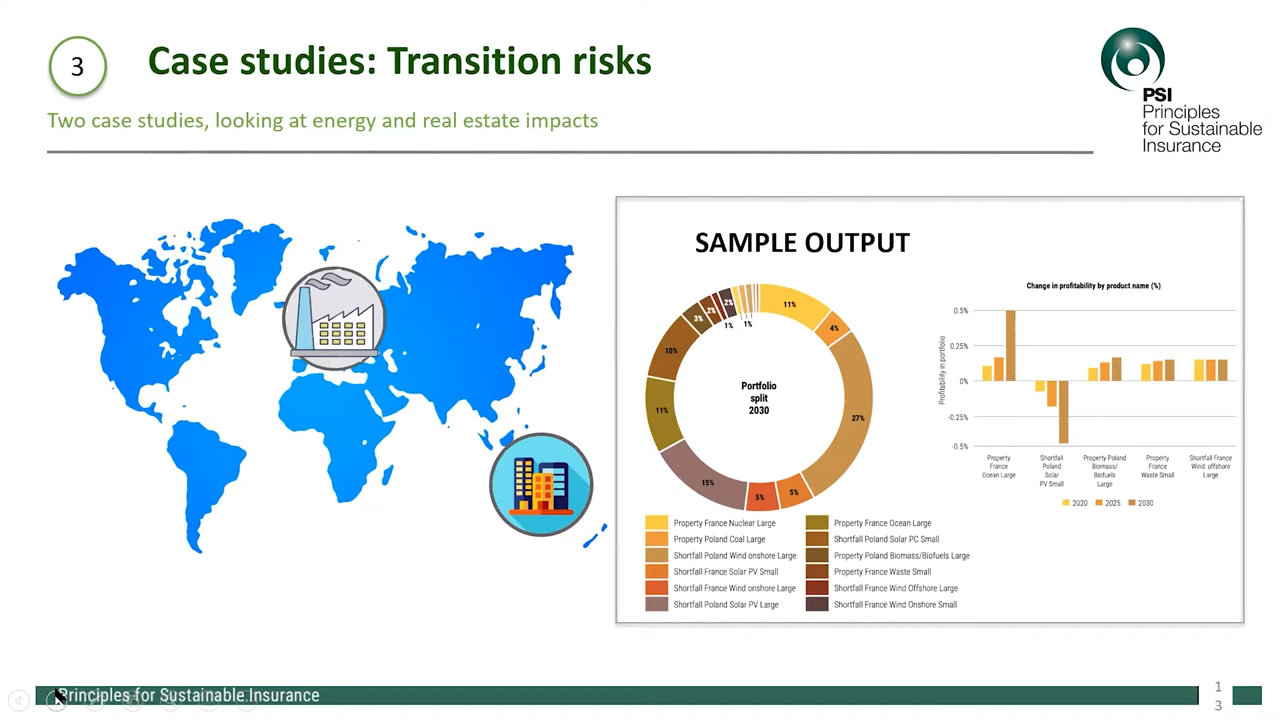 3
Case studies: Transition risks
Two case studies, looking at energy and real estate impacts
PSI
Principles
for Sustainable
Insurance
SAMPLE OUTPUT
11%
4%
27%
5%
5%
15%
11%
10%
3%
2%
1%
2%
1%
Portfolio
split
2030
Property France Nuclear Large
Property Poland Coal Large
Shortfall Poland Wind onshore Large
Shortfall France Solar PV Small
Shortfall France Wind onshore Large
Shortfall Poland Solar PV Large
Property France Ocean Large
Shortfall Poland Solar PC Small
Property Poland Biomass/Biofuels Large
Property France Waste Small
Shortfall France Wind Offshore Large
Shortfall France Wind Onshore Small
Change in profitability by product name (%)
Profitability in portfolio
0.5%
0.25%
0%
-0.25%
-0.5%
Property
France
Ocean Large
Shortfall
Poland
Solar
PV Small
Property Poland
Biomass/
Biofuels
Large
Property
France
Waste Small
Shortfall France
Wind. offshore
Large
2020 2025 2030
Principles for Sustainable Insurance
1
3